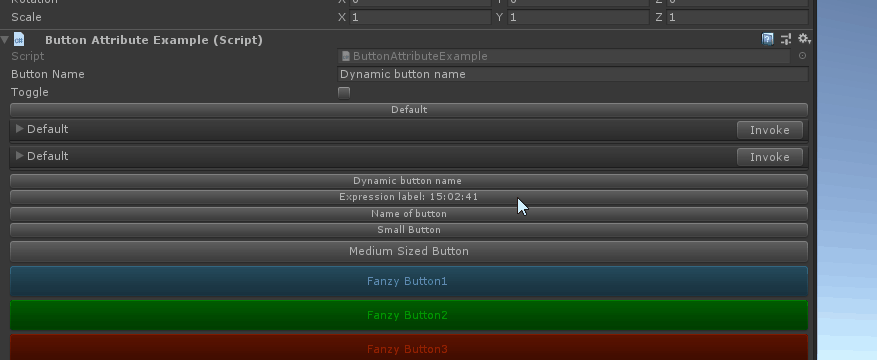 Rotation X 0 Y 0 Z 0
Scale X 1 Y 1 Z 1
Button Attribute Example (Script)
Script ButtonAttributeExample
Button Name Dynamic button name
Toggle
Default
Default Invoke
Default Invoke
Dynamic button name
Expression label: 15:02:41
Name of button
Small Button
Medium Sized Button
Fanzy Button1
Fanzy Button2
Fanzy Button3